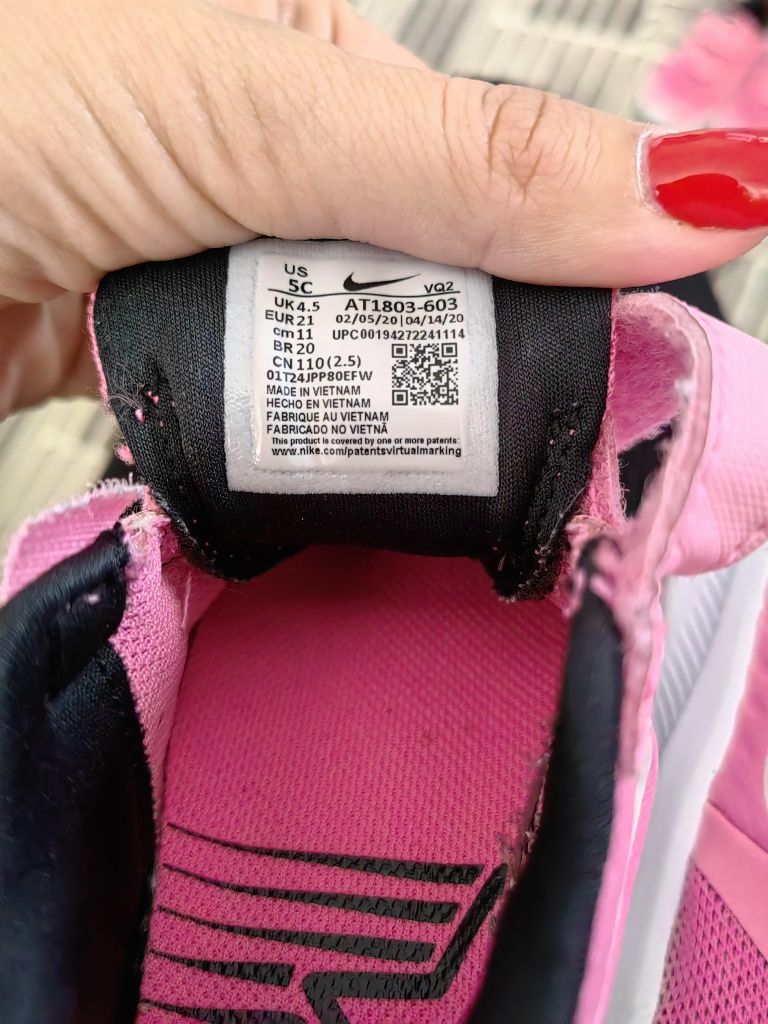 US
5C VQ2
UK 4.5 AT1803-603
EUR 21 02/05/20|04/14/20
cm 11 UPC00194272241114
BR 20
CN 110 (2.5)
01T24JPP80EFW
MADE IN VIETNAM
HECHO EN VIETNAM
FABRIQUE AU VIETNAM
FABRICADO NO VIETNÃ
This product is covered by one or more patents:
www.nike.com/patentsvirtualmarking